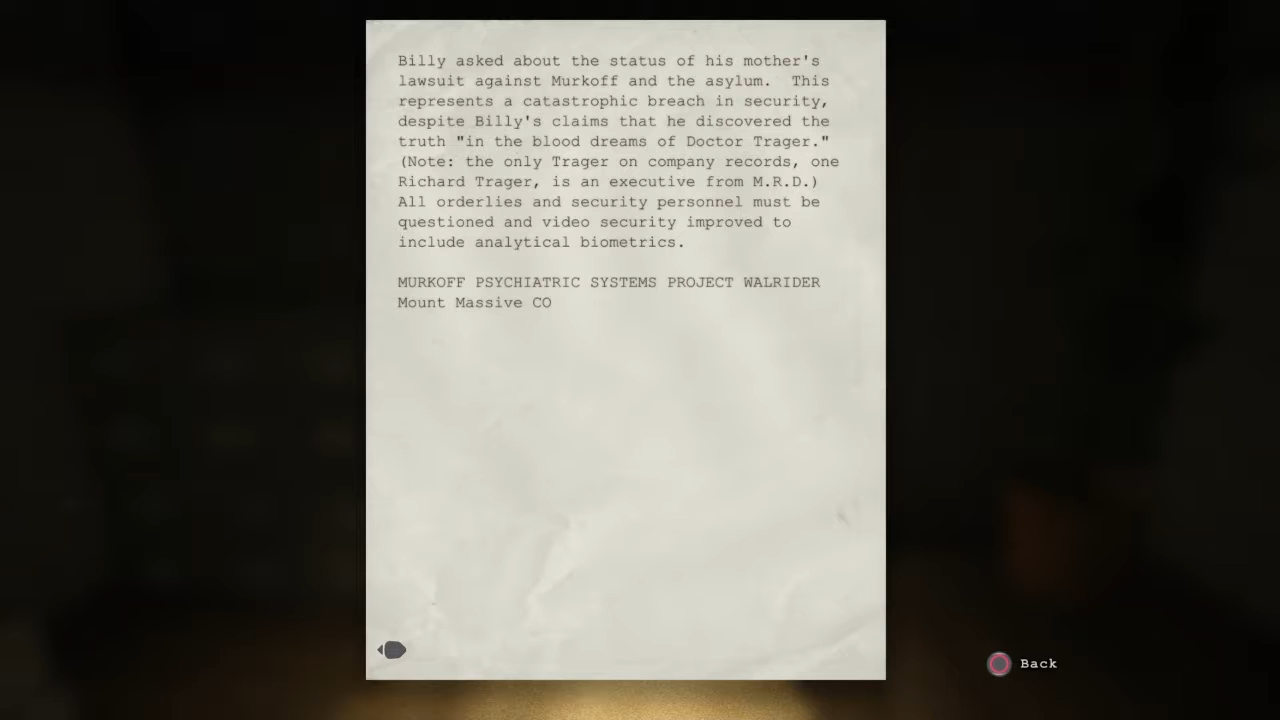 Billy asked about the status of his mother's
lawsuit against Murkoff and the asylum.  This
represents a catastrophic breach in security,
despite Billy's claims that he discovered the
truth "in the blood dreams of Doctor Trager."
(Note: the only Trager on company records, one
Richard Trager, is an executive from M.R.D.)
All orderlies and security personnel must be
questioned and video security improved to
include analytical biometrics.

MURKOFF PSYCHIATRIC SYSTEMS PROJECT WALRIDER
Mount Massive CO
Back